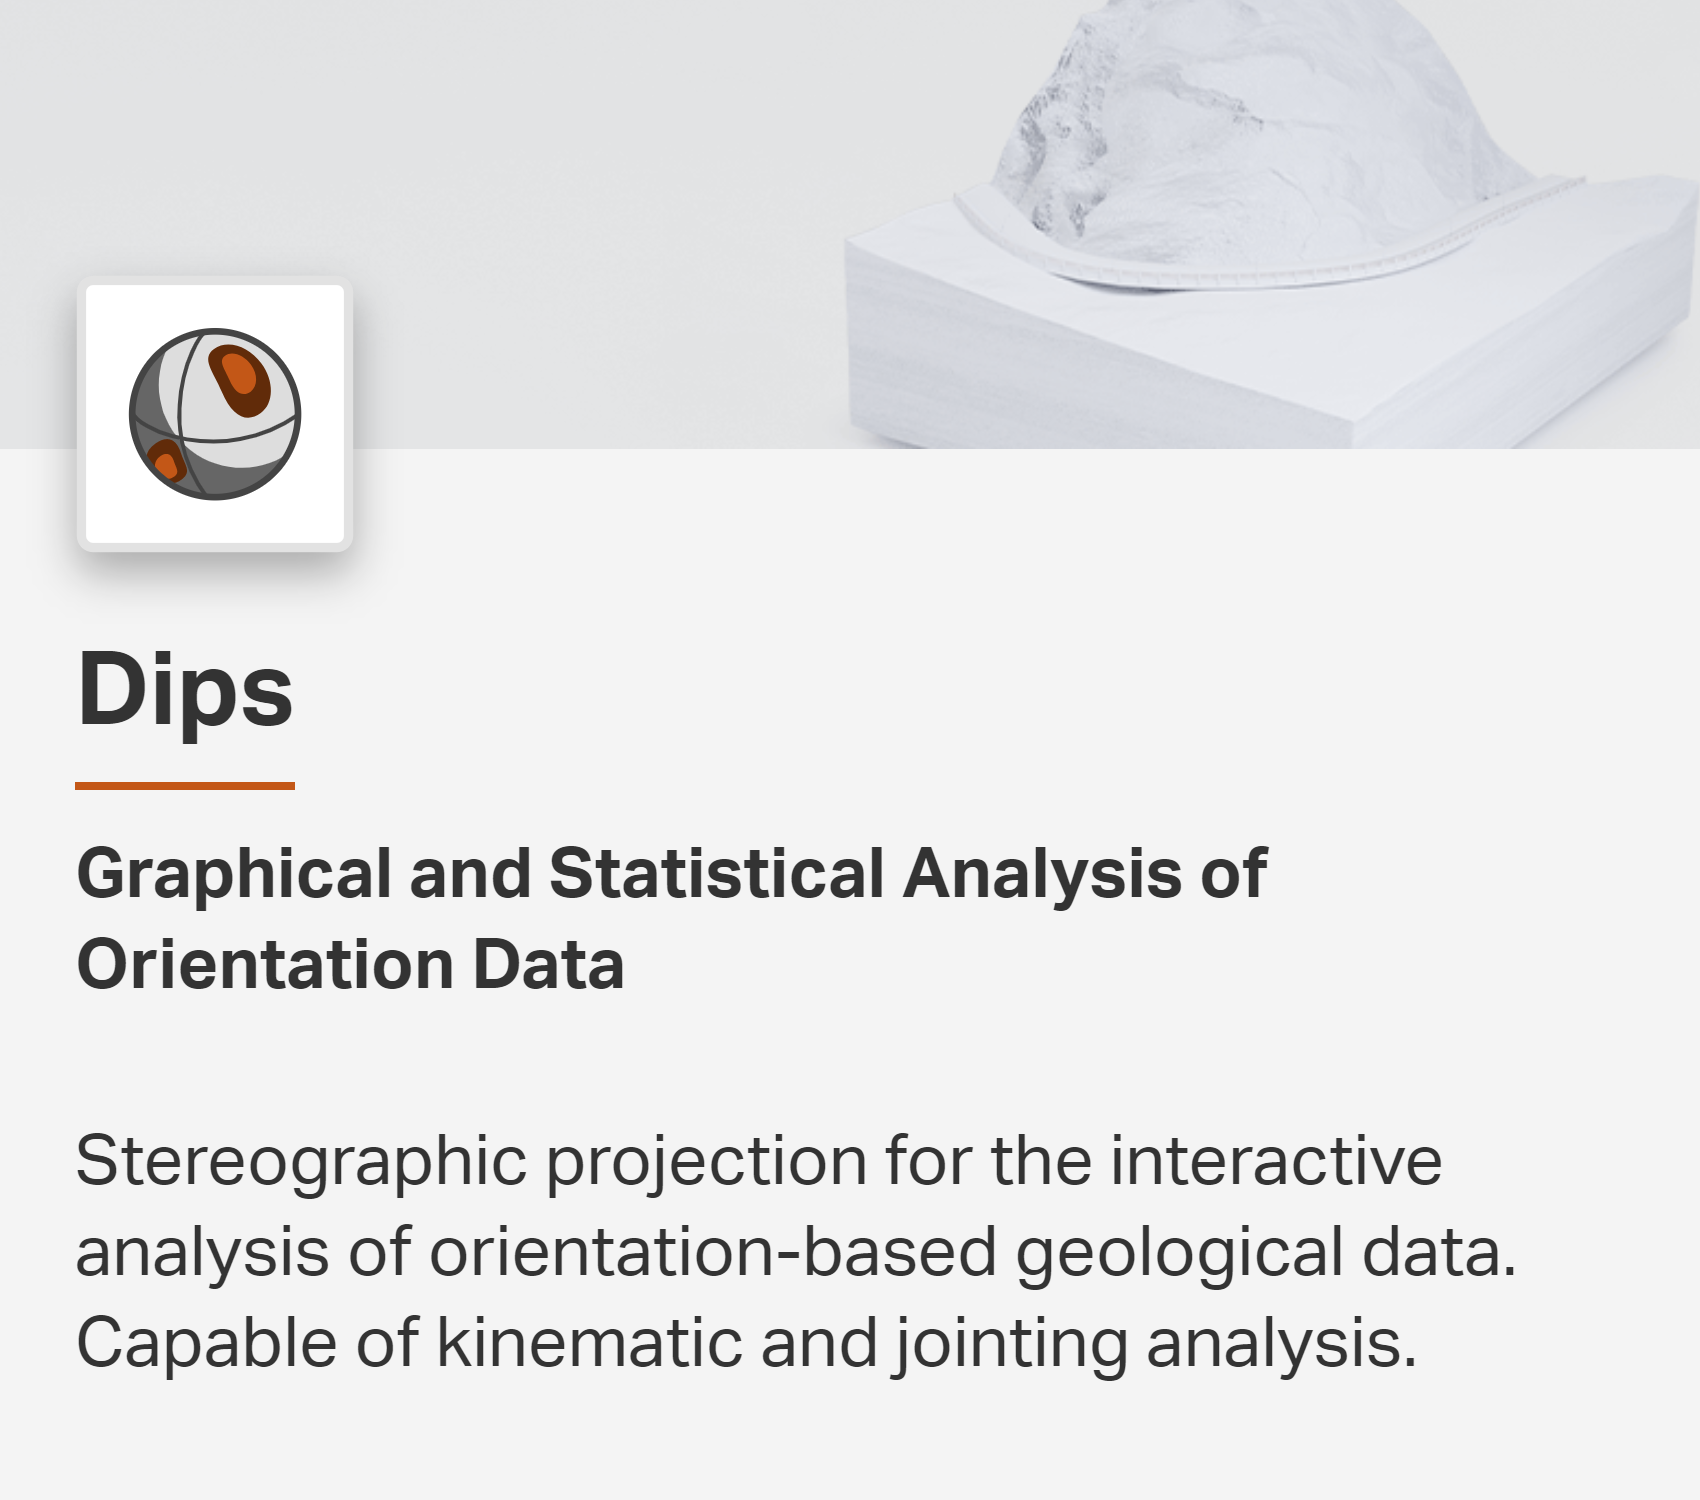 Dips
Graphical and Statistical Analysis of
Orientation Data
Stereographic projection for the interactive
analysis of orientation-based geological data.
Capable of kinematic and jointing analysis.